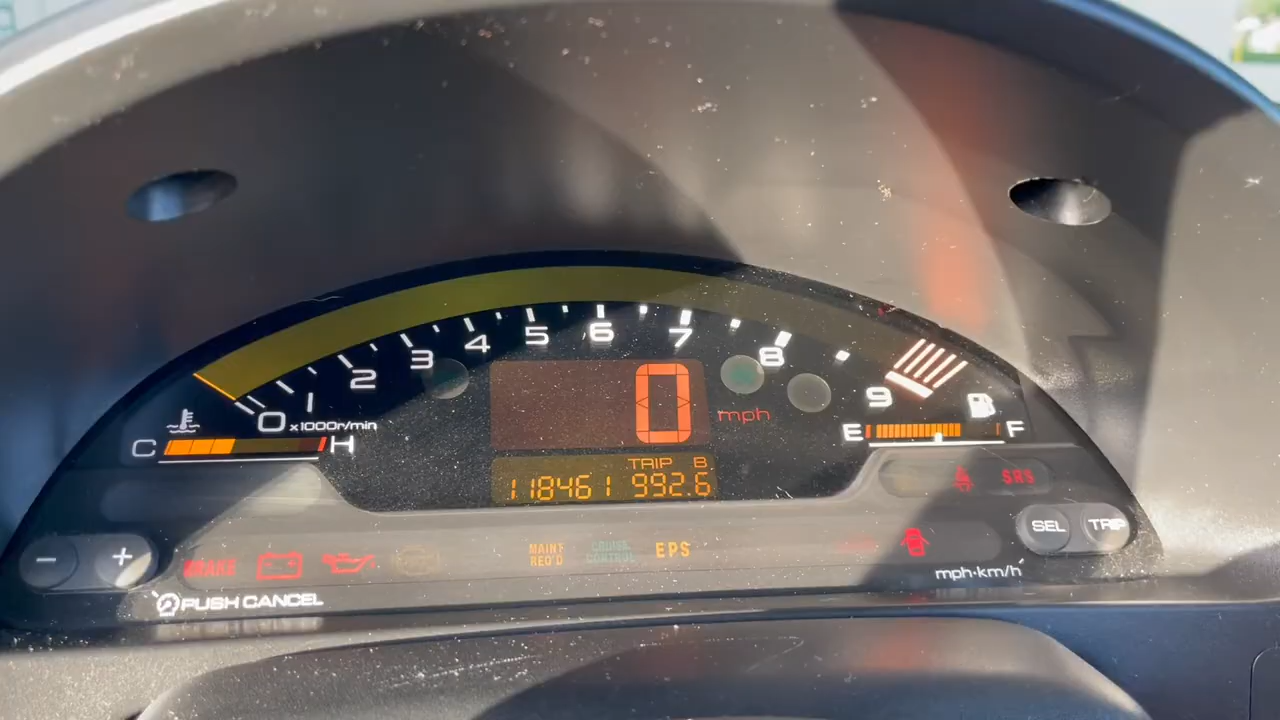 0 1 2 3 4 5 6 7 8 9
x1000r/min
C H
0 mph
E F
TRIP B
118461 992.6
SRS
SEL TRIP
- +
BRAKE
MAINT
REQ'D
CRUISE
CONTROL
EPS
mph·km/h
PUSH CANCEL